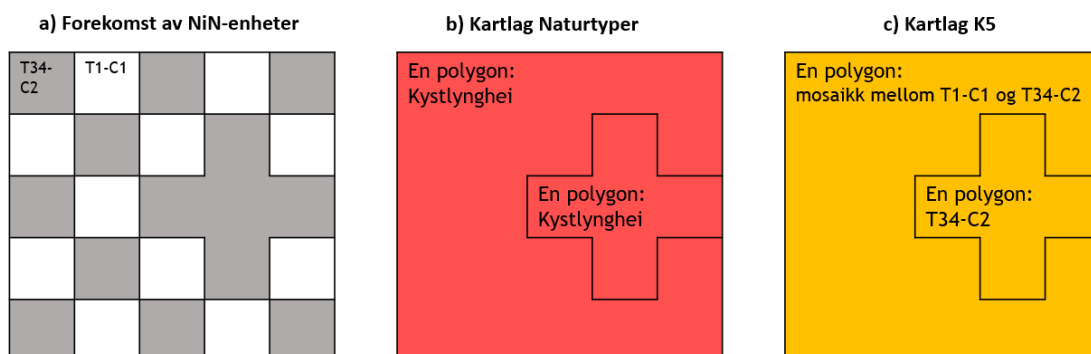 a) Forekomst av NiN-enheter
T34-
C2
T1-C1
b) Kartlag Naturtyper
En polygon:
Kystlynghei
En polygon:
Kystlynghei
c) Kartlag K5
En polygon:
mosaikk mellom T1-C1 og T34-C2
En polygon:
T34-C2